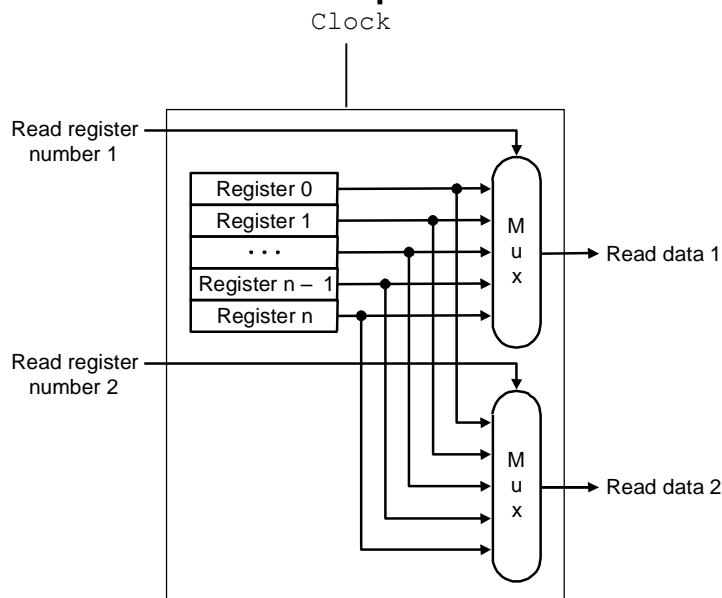 Clock
Read register
number 1
Register 0
Register 1
. . .
Register n – 1
Register n
M
u
x
Read data 1
Read register
number 2
M
u
x
Read data 2